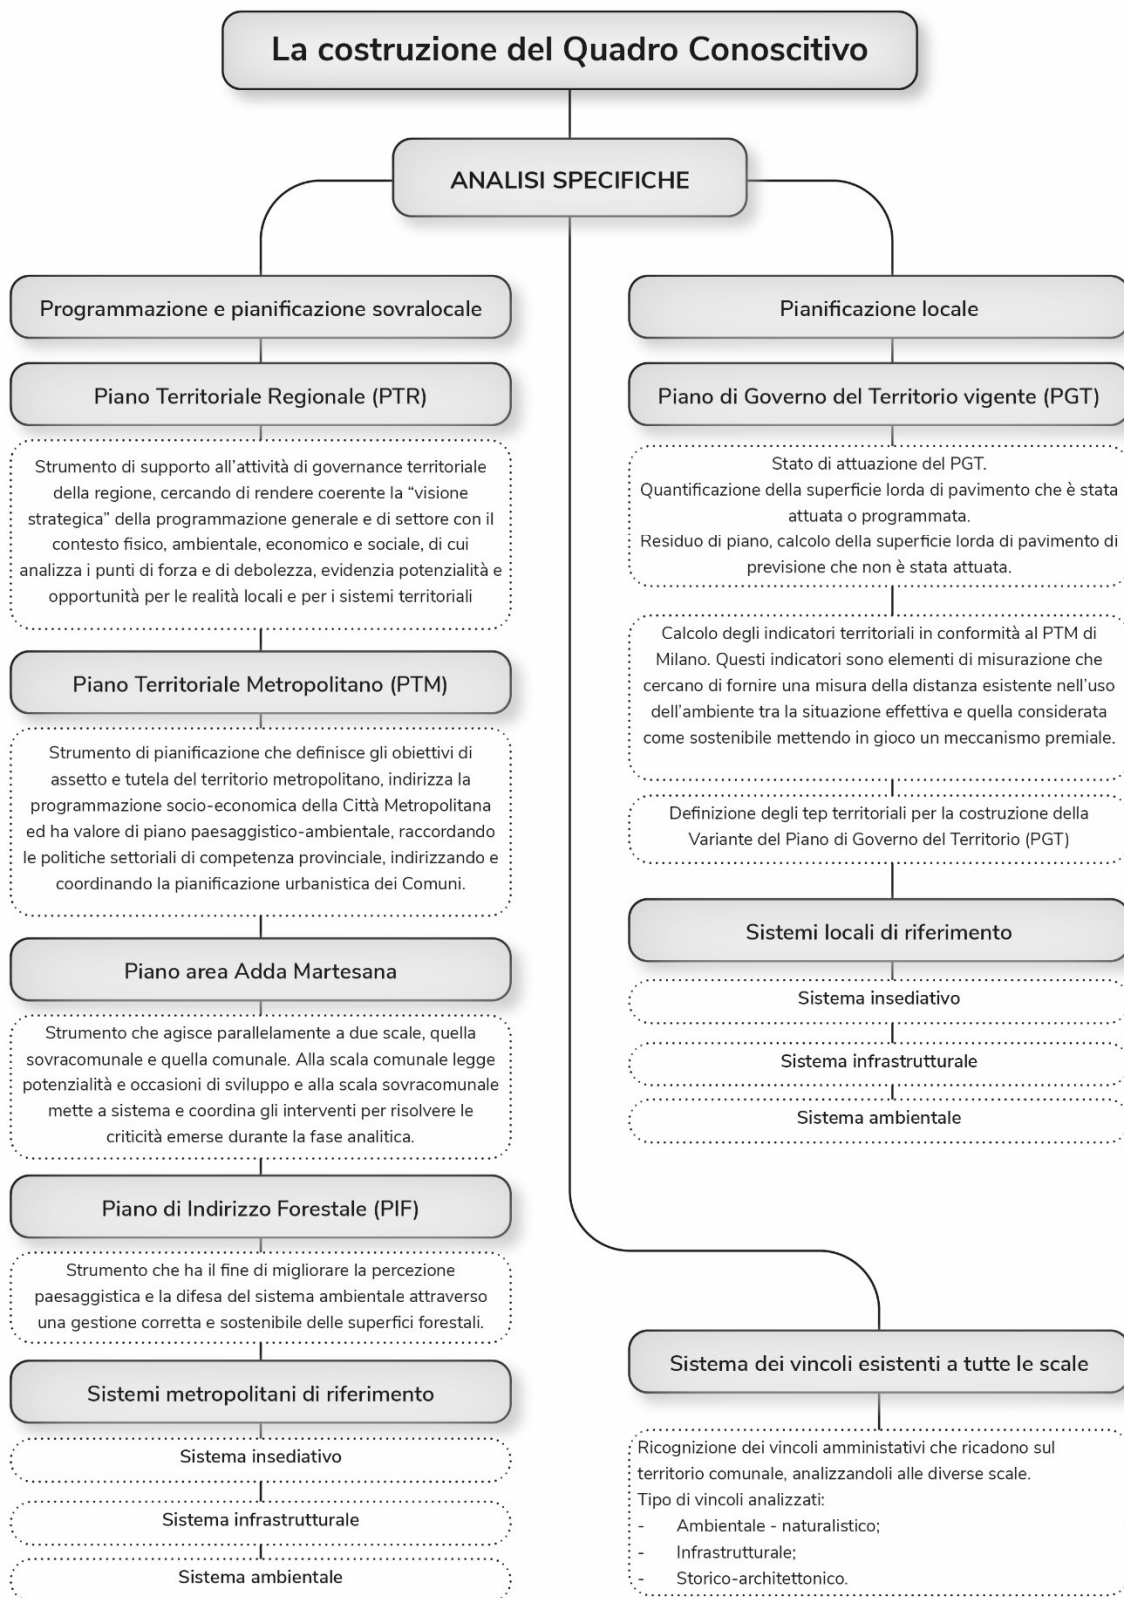 La costruzione del Quadro Conoscitivo
ANALISI SPECIFICHE
Programmazione e pianificazione sovralocale
Piano Territoriale Regionale (PTR)
Strumento di supporto all'attività di governance territoriale
della regione, cercando di rendere coerente la “visione
strategica” della programmazione generale e di settore con il
contesto fisico, ambientale, economico e sociale, di cui
analizza i punti di forza e di debolezza, evidenzia potenzialità e
opportunità per le realtà locali e per i sistemi territoriali
Piano Territoriale Metropolitano (PTM)
Strumento di pianificazione che definisce gli obiettivi di
assetto e tutela del territorio metropolitano, indirizza la
programmazione socio-economica della Città Metropolitana
ed ha valore di piano paesaggistico-ambientale, raccordando
le politiche settoriali di competenza provinciale, indirizzando e
coordinando la pianificazione urbanistica dei Comuni.
Piano area Adda Martesana
Strumento che agisce parallelamente a due scale, quella
sovracomunale e quella comunale. Alla scala comunale legge
potenzialità e occasioni di sviluppo e alla scala sovracomunale
mette a sistema e coordina gli interventi per risolvere le
criticità emerse durante la fase analitica.
Piano di Indirizzo Forestale (PIF)
Strumento che ha il fine di migliorare la percezione
paesaggistica e la difesa del sistema ambientale attraverso
una gestione corretta e sostenibile delle superfici forestali.
Sistemi metropolitani di riferimento
Sistema insediativo
Sistema infrastrutturale
Sistema ambientale
Pianificazione locale
Piano di Governo del Territorio vigente (PGT)
Stato di attuazione del PGT.
Quantificazione della superficie lorda di pavimento che è stata
attuata o programmata.
Residuo di piano, calcolo della superficie lorda di pavimento di
previsione che non è stata attuata.
Calcolo degli indicatori territoriali in conformità al PTM di
Milano. Questi indicatori sono elementi di misurazione che
cercano di fornire una misura della distanza esistente nell'uso
dell'ambiente tra la situazione effettiva e quella considerata
come sostenibile mettendo in gioco un meccanismo premiale.
Definizione degli tep territoriali per la costruzione della
Variante del Piano di Governo del Territorio (PGT)
Sistemi locali di riferimento
Sistema insediativo
Sistema infrastrutturale
Sistema ambientale
Sistema dei vincoli esistenti a tutte le scale
Ricognizione dei vincoli amministativi che ricadono sul
territorio comunale, analizzandoli alle diverse scale.
Tipo di vincoli analizzati:
- Ambientale - naturalistico;
- Infrastrutturale;
- Storico-architettonico.